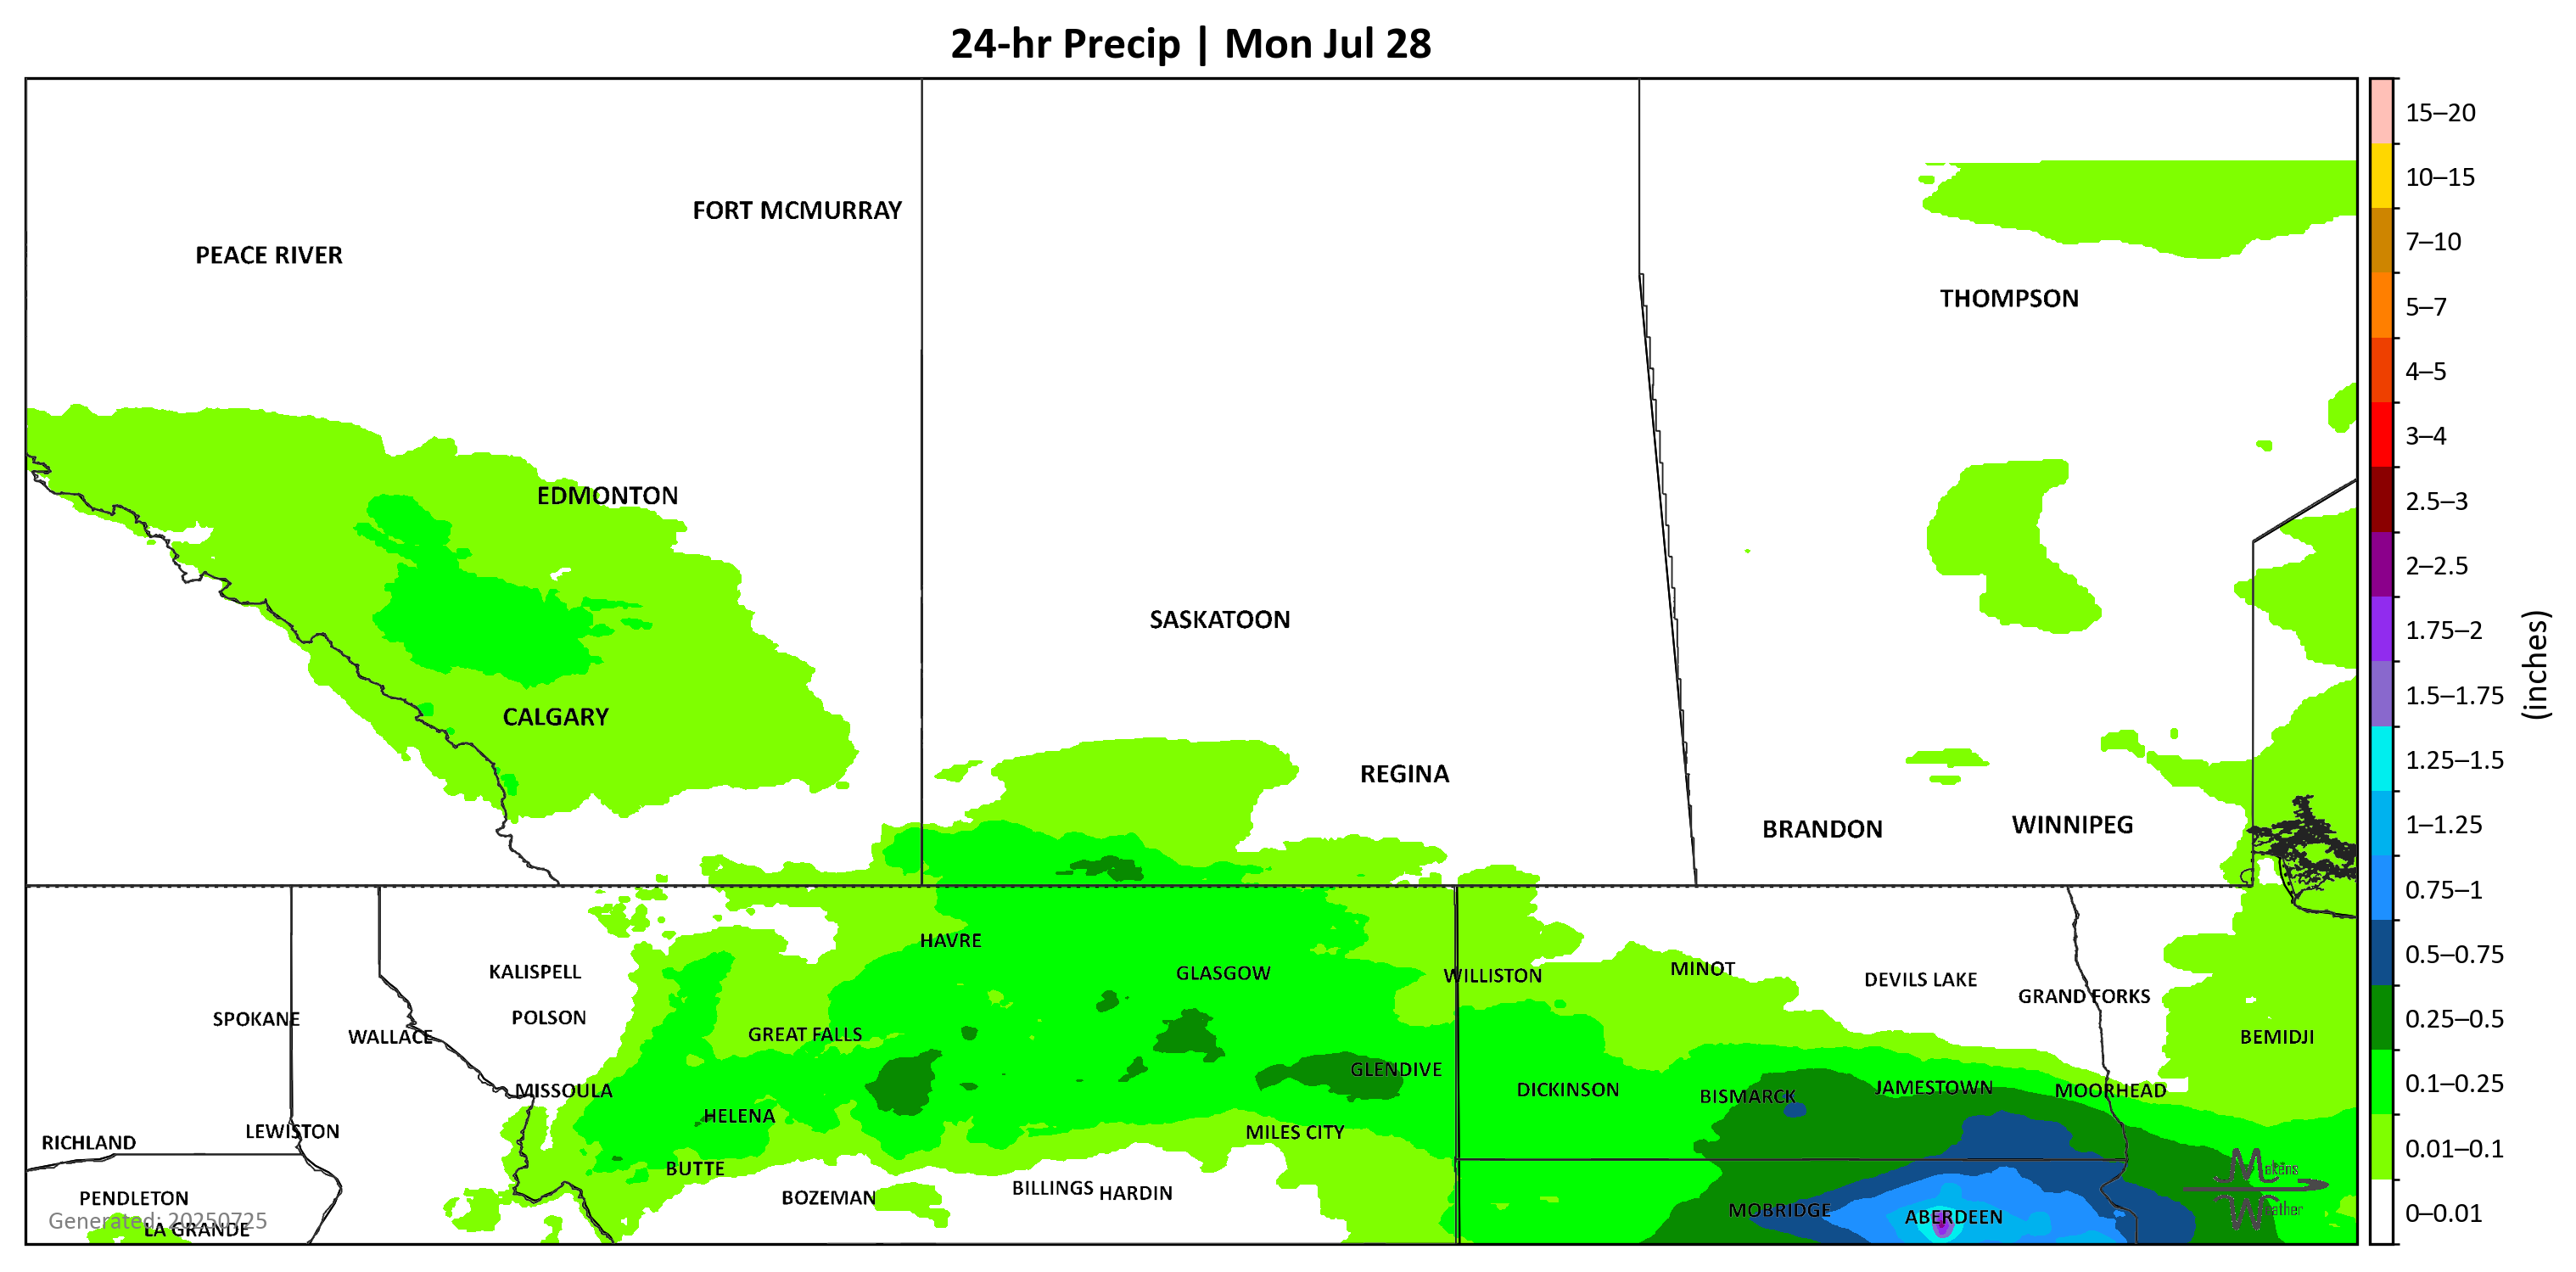 24-hr Precip | Mon Jul 28
FORT MCMURRAY
PEACE RIVER
THOMPSON
EDMONTON
SASKATOON
CALGARY
REGINA
BRANDON
WINNIPEG
HAVRE
KALISPELL
GLASGOW
WILLISTON
MINOT
DEVILS LAKE
GRAND FORKS
SPOKANE
POLSON
WALLACE
GREAT FALLS
BEMIDJI
GLENDIVE
MISSOULA
DICKINSON
BISMARCK
JAMESTOWN
MOORHEAD
HELENA
LEWISTON
RICHLAND
MILES CITY
BUTTE
BILLINGS
HARDIN
PENDLETON
BOZEMAN
MOBRIDGE
ABERDEEN
Generated: 20250725
LA GRANDE
Makens
Weather
15–20
10–15
7–10
5–7
4–5
3–4
2.5–3
2–2.5
1.75–2
1.5–1.75
1.25–1.5
1–1.25
0.75–1
0.5–0.75
0.25–0.5
0.1–0.25
0.01–0.1
0–0.01
(inches)